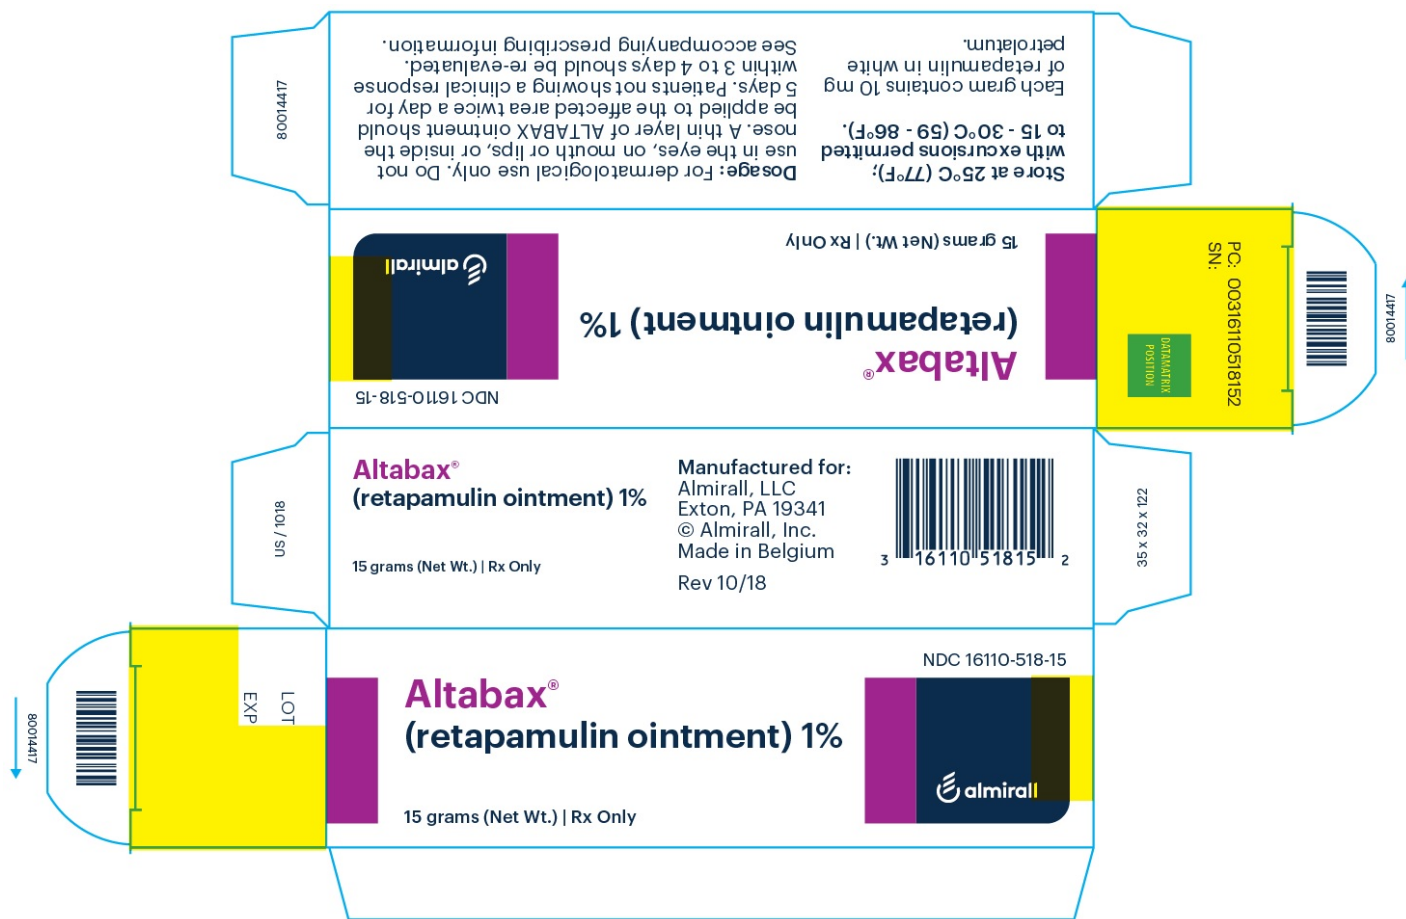 80014417
Dosage: For dermatological use only. Do not
use in the eyes, on mouth or lips, or inside the
nose. A thin layer of ALTABAX ointment should
be applied to the affected area twice a day for
5 days. Patients not showing a clinical response
within 3 to 4 days should be re-evaluated.
See accompanying prescribing information.
Store at 25°C (77°F);
with excursions permitted
to 15 - 30°C (59 - 86°F).
Each gram contains 10 mg
of retapamulin in white
petrolatum.
NDC 16110-518-15
Altabax®
(retapamulin ointment) 1%
15 grams (Net Wt.) | Rx Only
almirall
PC: 00316110518152
SN:
DATAMATRIX
POSITION
80014417
US / 1018
Altabax®
(retapamulin ointment) 1%
15 grams (Net Wt.) | Rx Only
Manufactured for:
Almirall, LLC
Exton, PA 19341
© Almirall, Inc.
Made in Belgium
Rev 10/18
3 16110 51815 2
35 x 32 x 122
80014417
LOT
EXP
NDC 16110-518-15
Altabax®
(retapamulin ointment) 1%
15 grams (Net Wt.) | Rx Only
almirall